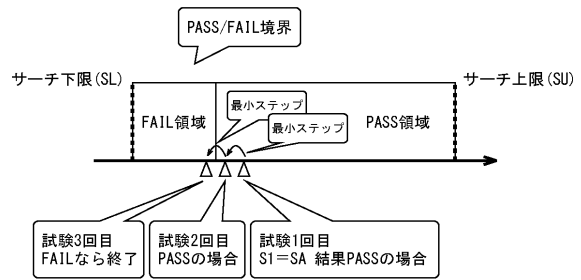 PASS/FAIL境界
サーチ下限(SL)
サーチ上限(SU)
最小ステップ
FAIL領域
最小ステップ
PASS領域
試験3回目
FAILなら終了
試験2回目
PASSの場合
試験1回目
S1＝SA 結果PASSの場合